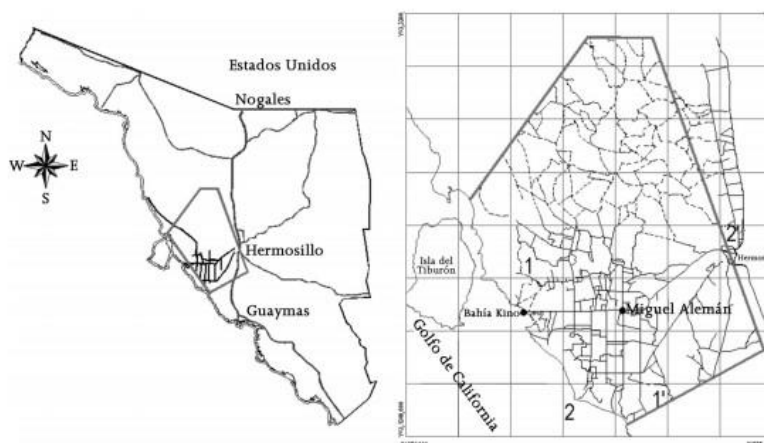 Estados Unidos
Nogales
N
W E
S
Hermosillo
Guaymas
2'
Hermos
Isla del
Tiburón
1
Bahía Kino
Miguel Alemán
Golfo de California
1'
2